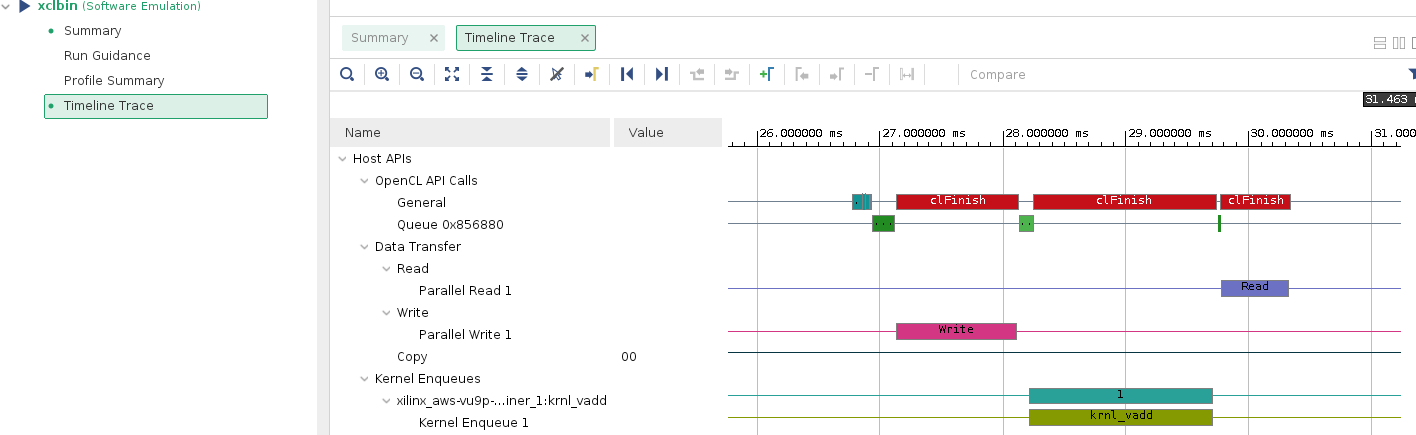 xclbin (Software Emulation)
Summary
Run Guidance
Profile Summary
Timeline Trace
Summary
Timeline Trace
Compare
31.463
Name Value
26.000000 ms 27.000000 ms 28.000000 ms 29.000000 ms 30.000000 ms 31.000
Host APIs
OpenCL API Calls
General clFinish clFinish clFinish
Queue 0x856880 ... ..
Data Transfer
Read
Parallel Read 1 Read
Write
Parallel Write 1 Write
Copy 00
Kernel Enqueues
xilinx_aws-vu9p-...iner_1:krnl_vadd 1
Kernel Enqueue 1 krnl_vadd